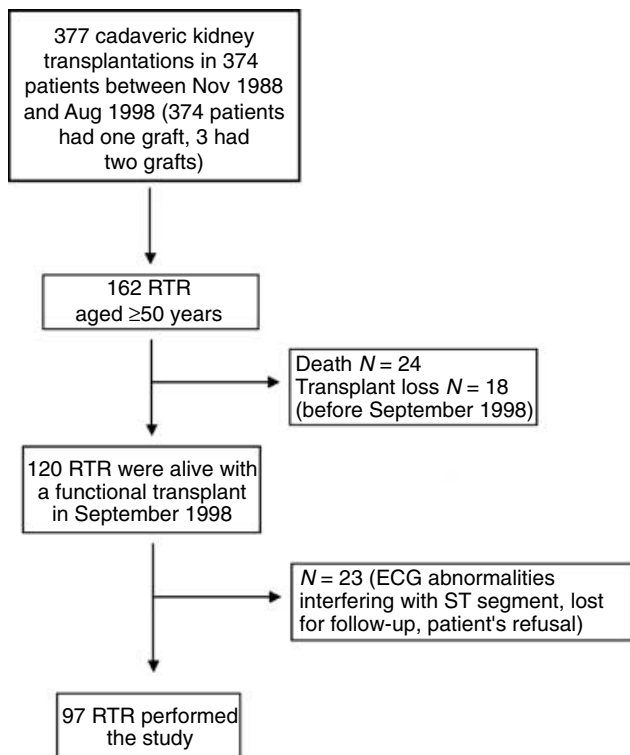 377 cadaveric kidney
transplantations in 374
patients between Nov 1988
and Aug 1998 (374 patients
had one graft, 3 had
two grafts)
162 RTR
aged ≥50 years
Death N = 24
Transplant loss N = 18
(before September 1998)
120 RTR were alive with
a functional transplant
in September 1998
N = 23 (ECG abnormalities
interfering with ST segment, lost
for follow-up, patient's refusal)
97 RTR performed
the study